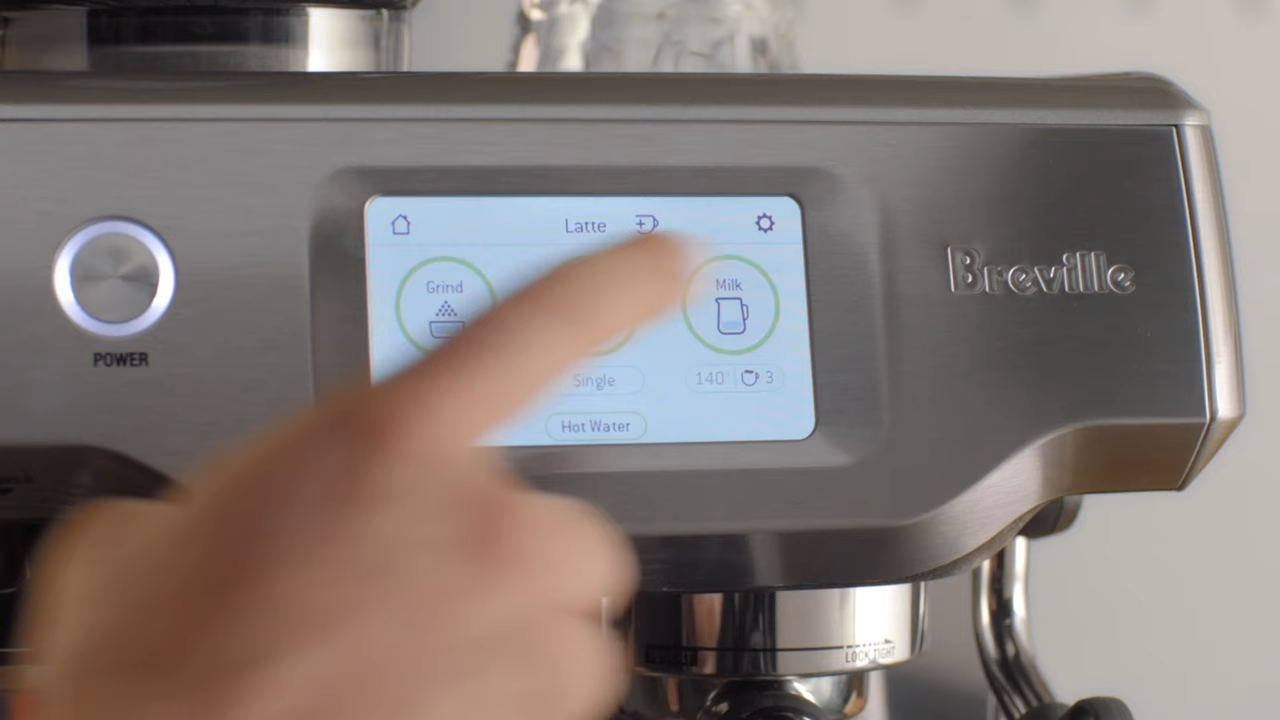 Latte
Grind
Milk
Single
140° 3
Hot Water
Breville
POWER
LOCK TIGHT